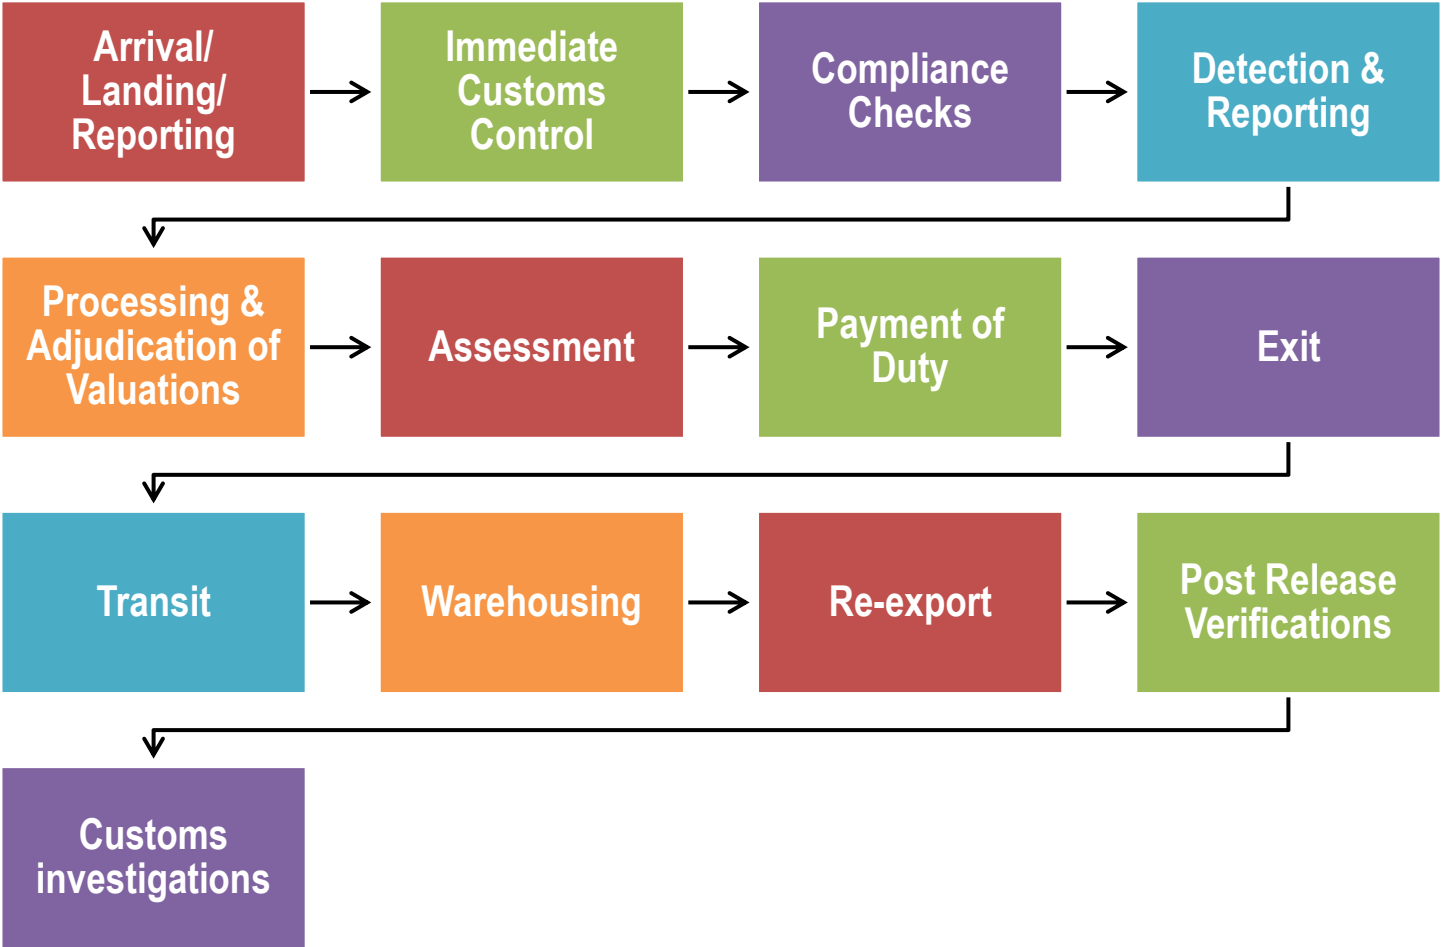 Arrival/
Landing/
Reporting
Immediate
Customs
Control
Compliance
Checks
Detection &
Reporting
Processing &
Adjudication of
Valuations
Assessment
Payment of
Duty
Exit
Transit
Warehousing
Re-export
Post Release
Verifications
Customs
investigations